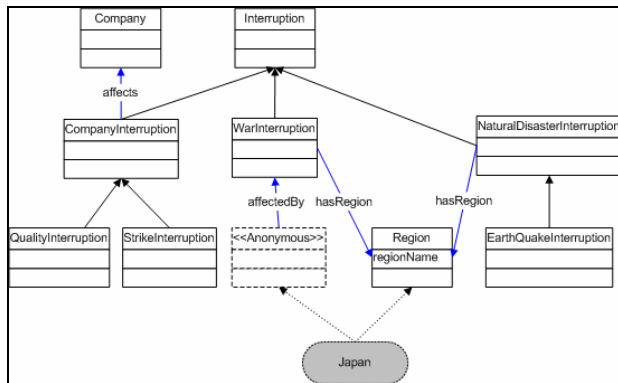 Company
Interruption
affects
CompanyInterruption
WarInterruption
NaturalDisasterInterruption
affectedBy
hasRegion
hasRegion
QualityInterruption
StrikeInterruption
<<Anonymous>>
Region
regionName
EarthQuakeInterruption
Japan